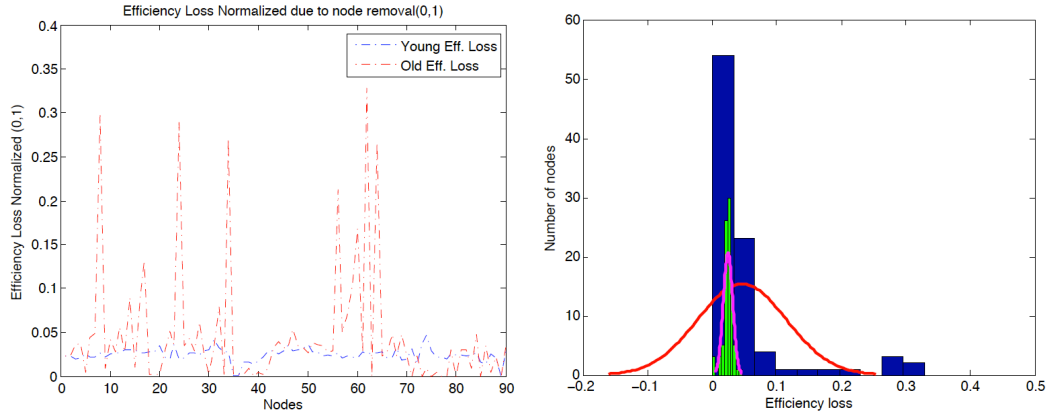 Efficiency Loss Normalized due to node removal(0,1)
Efficiency Loss Normalized (0,1)
0.4
0.35
0.3
0.25
0.2
0.15
0.1
0.05
0
Young Eff. Loss
Old Eff. Loss
0 10 20 30 40 50 60 70 80 90
Nodes
Number of nodes
60
50
40
30
20
10
0
−0.2 −0.1 0 0.1 0.2 0.3 0.4 0.5
Efficiency loss